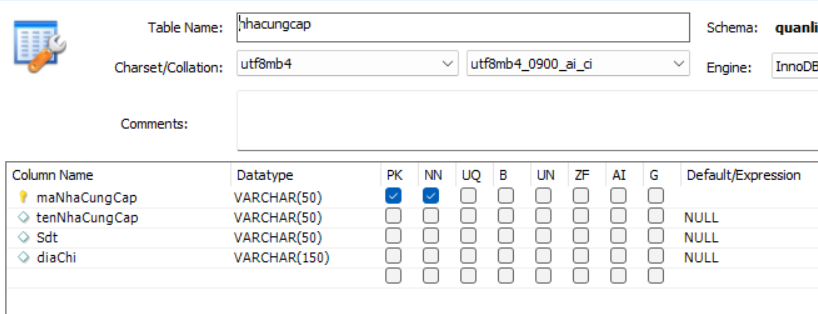 Table Name: nhacungcap Schema: quanli
Charset/Collation: utf8mb4 utf8mb4_0900_ai_ci Engine: InnoDB
Comments:
Column Name Datatype PK NN UQ B UN ZF AI G Default/Expression
maNhaCungCap VARCHAR(50)
tenNhaCungCap VARCHAR(50) NULL
Sdt VARCHAR(50) NULL
diaChi VARCHAR(150) NULL